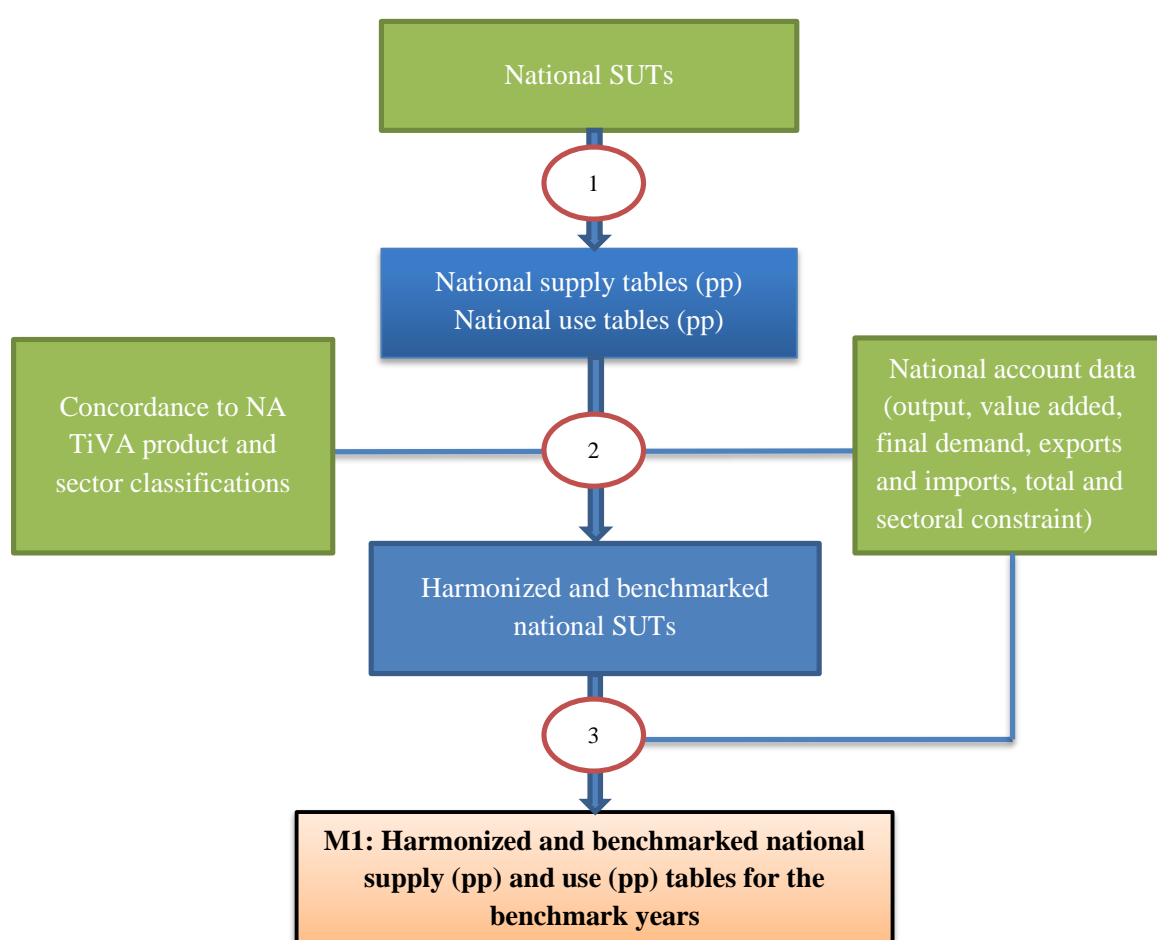 National SUTs
1
National supply tables (pp)
National use tables (pp)
Concordance to NA
TiVA product and
sector classifications
2
National account data
(output, value added,
final demand, exports
and imports, total and
sectoral constraint)
Harmonized and benchmarked
national SUTs
3
M1: Harmonized and benchmarked national
supply (pp) and use (pp) tables for the
benchmark years